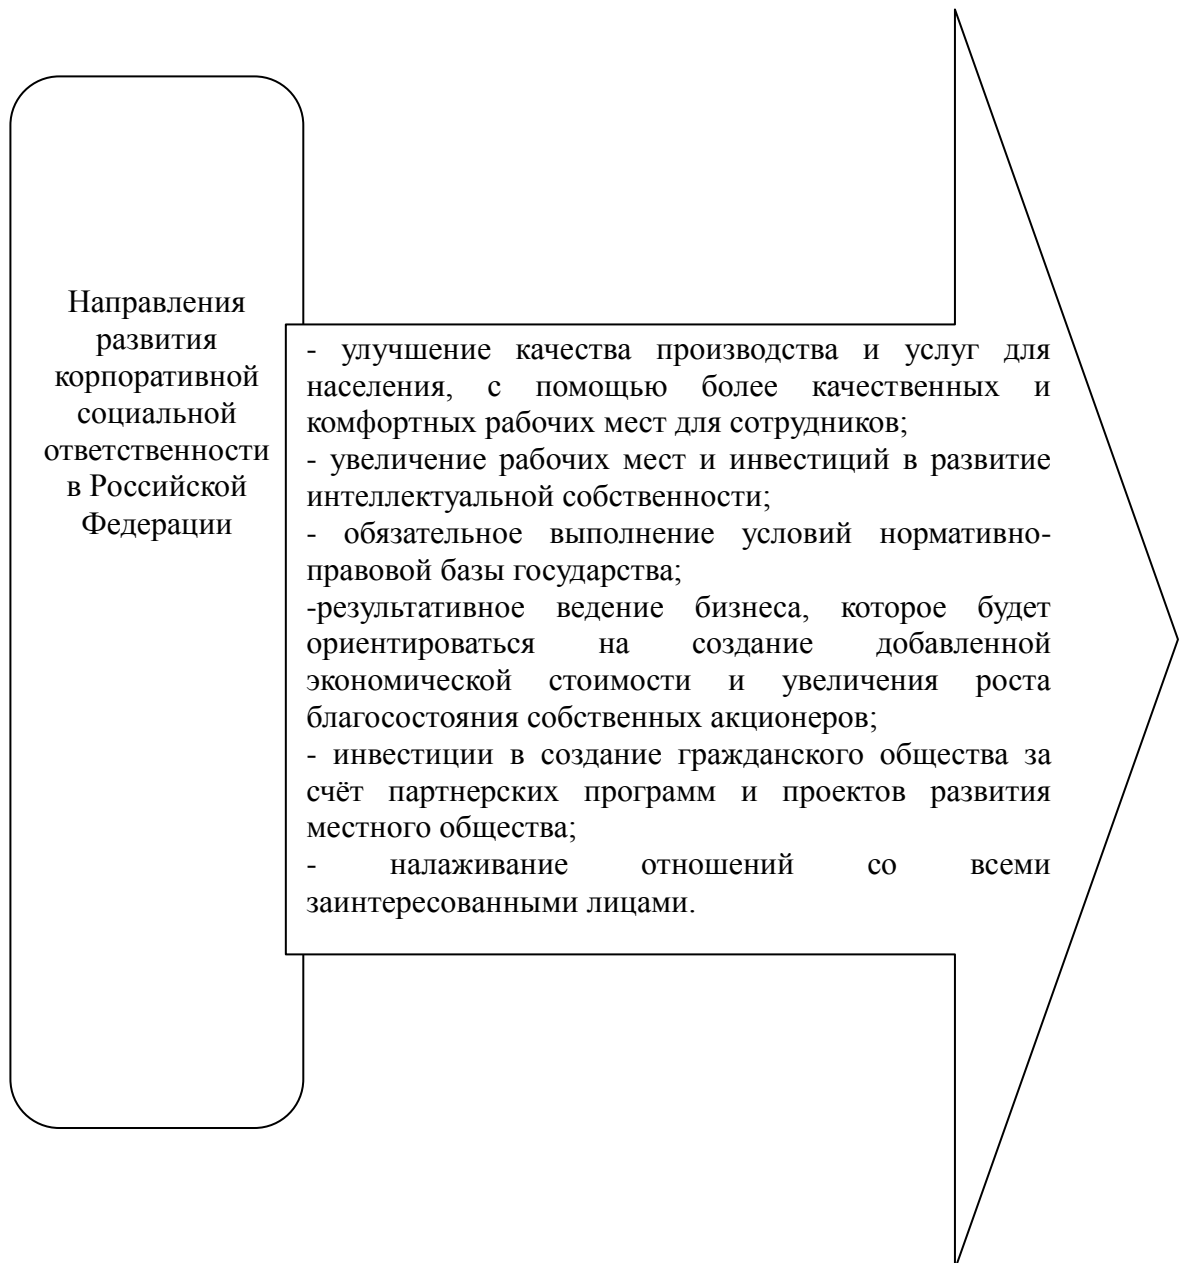 Направления
развития
корпоративной
социальной
ответственности
в Российской
Федерации
- улучшение качества производства и услуг для
населения, с помощью более качественных и
комфортных рабочих мест для сотрудников;
- увеличение рабочих мест и инвестиций в развитие
интеллектуальной собственности;
- обязательное выполнение условий нормативно-
правовой базы государства;
-результативное ведение бизнеса, которое будет
ориентироваться на создание добавленной
экономической стоимости и увеличения роста
благосостояния собственных акционеров;
- инвестиции в создание гражданского общества за
счёт партнерских программ и проектов развития
местного общества;
- налаживание отношений со всеми
заинтересованными лицами.